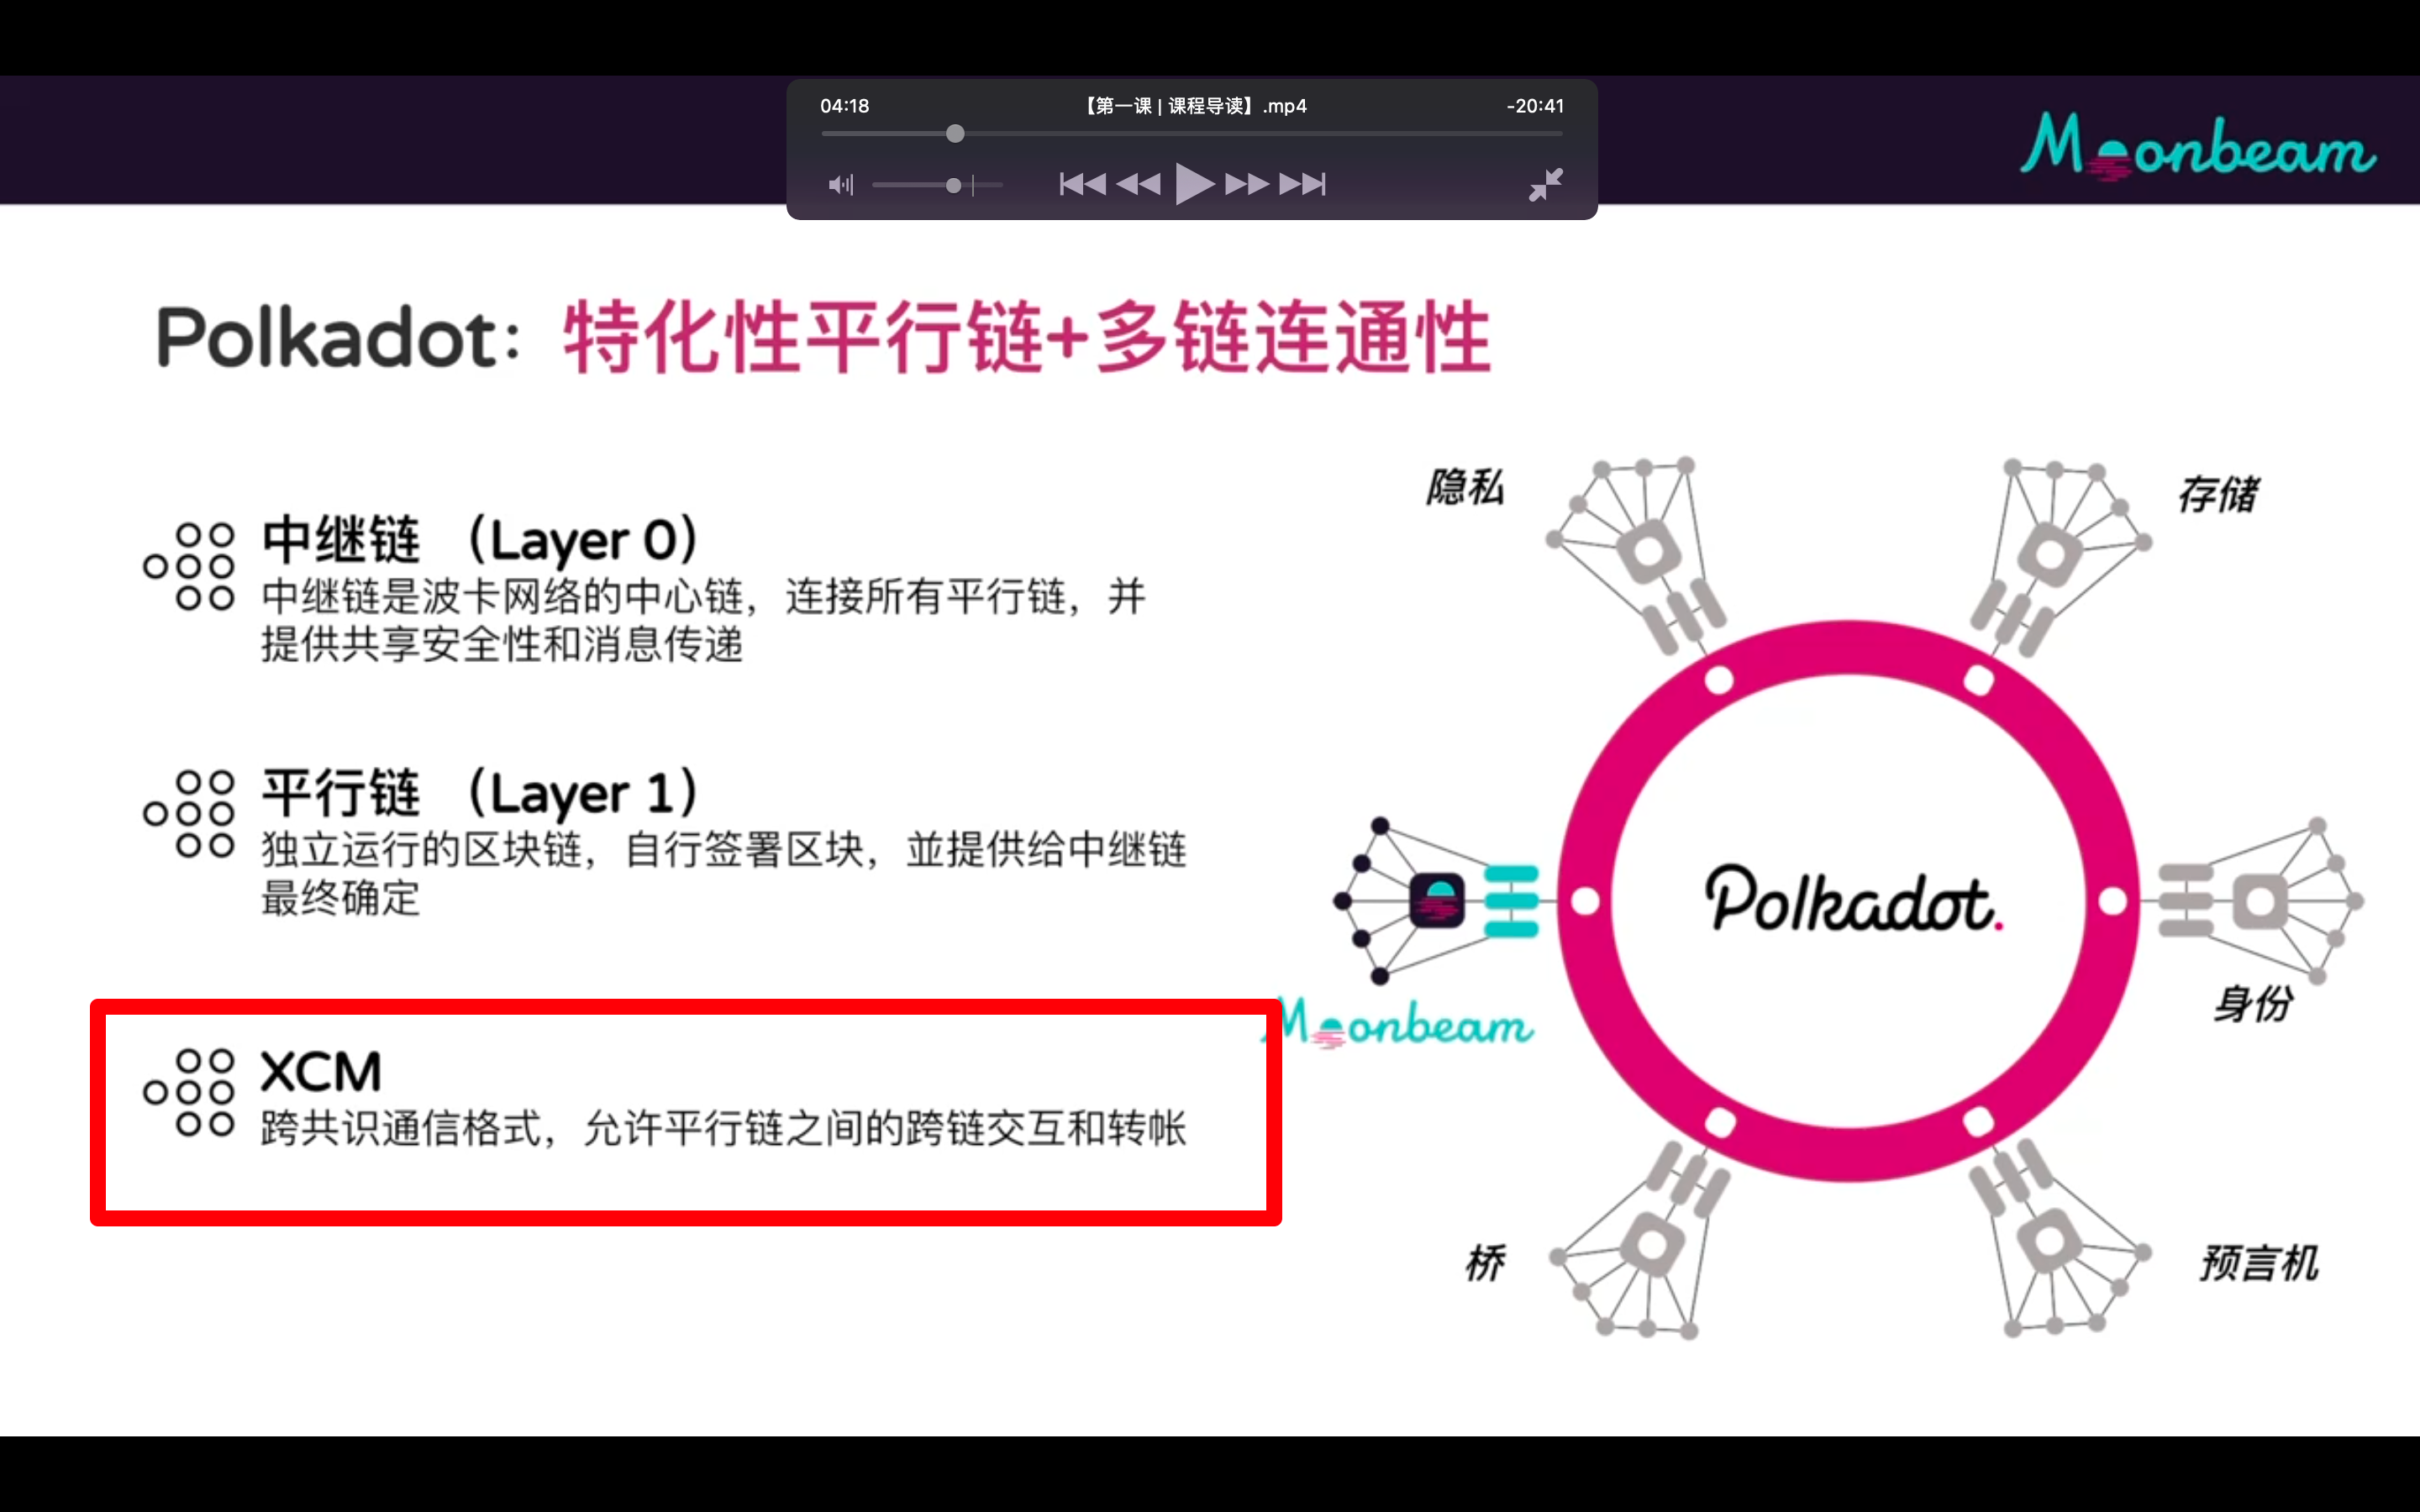 04:18
【第一课 | 课程导读】.mp4
-20:41
Moonbeam
Polkadot：特化性平行链+多链连通性
中继链 （Layer 0）
中继链是波卡网络的中心链，连接所有平行链，并
提供共享安全性和消息传递
平行链 （Layer 1）
独立运行的区块链，自行签署区块，並提供给中继链
最终确定
XCM
跨共识通信格式，允许平行链之间的跨链交互和转帐
隐私
存储
Polkadot.
Moonbeam
身份
桥
预言机